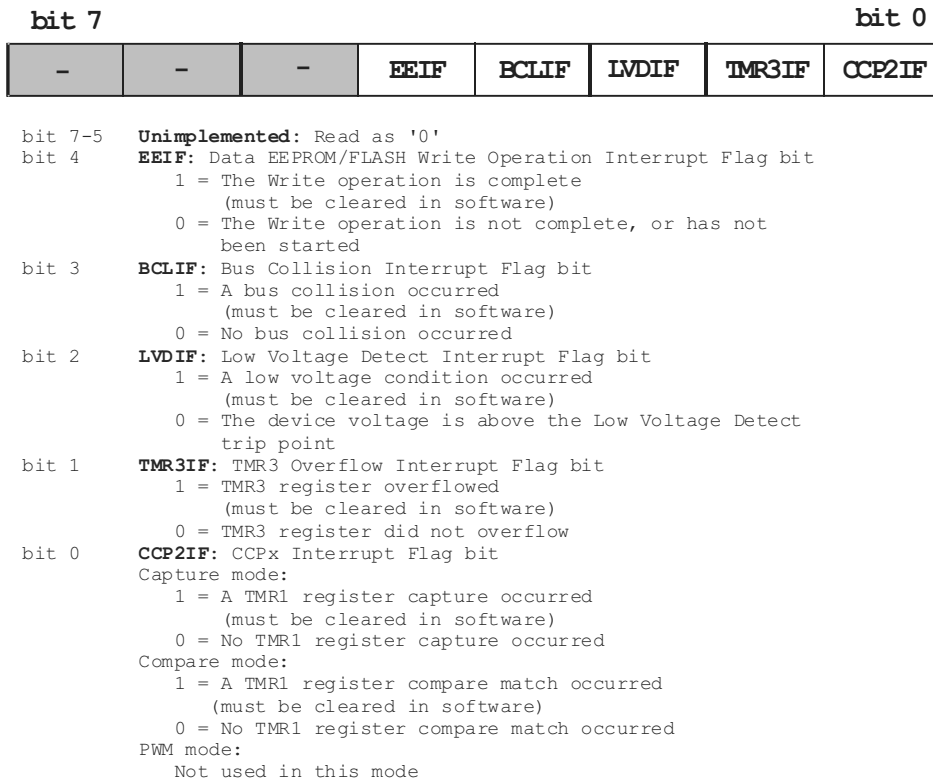 bit 7 bit 0
- - - EEIF BCLIF LVDIF TMR3IF CCP2IF
bit 7-5 Unimplemented: Read as '0'
bit 4 EEIF: Data EEPROM/FLASH Write Operation Interrupt Flag bit
1 = The Write operation is complete
(must be cleared in software)
0 = The Write operation is not complete, or has not
been started
bit 3 BCLIF: Bus Collision Interrupt Flag bit
1 = A bus collision occurred
(must be cleared in software)
0 = No bus collision occurred
bit 2 LVDIF: Low Voltage Detect Interrupt Flag bit
1 = A low voltage condition occurred
(must be cleared in software)
0 = The device voltage is above the Low Voltage Detect
trip point
bit 1 TMR3IF: TMR3 Overflow Interrupt Flag bit
1 = TMR3 register overflowed
(must be cleared in software)
0 = TMR3 register did not overflow
bit 0 CCP2IF: CCPx Interrupt Flag bit
Capture mode:
1 = A TMR1 register capture occurred
(must be cleared in software)
0 = No TMR1 register capture occurred
Compare mode:
1 = A TMR1 register compare match occurred
(must be cleared in software)
0 = No TMR1 register compare match occurred
PWM mode:
Not used in this mode